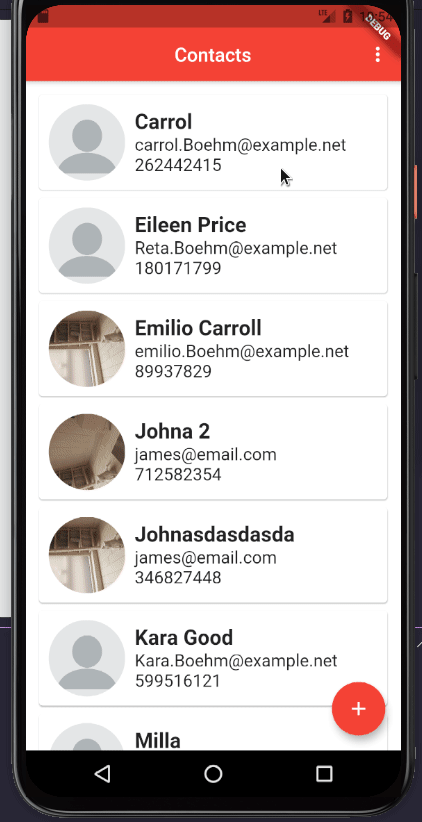 LTE 10:54
DEBUG
Contacts
Carrol
carrol.Boehm@example.net
262442415
Eileen Price
Reta.Boehm@example.net
180171799
Emilio Carroll
emilio.Boehm@example.net
89937829
Johna 2
james@email.com
712582354
Johnasdasdasda
james@email.com
346827448
Kara Good
Kara.Boehm@example.net
599516121
+
Milla